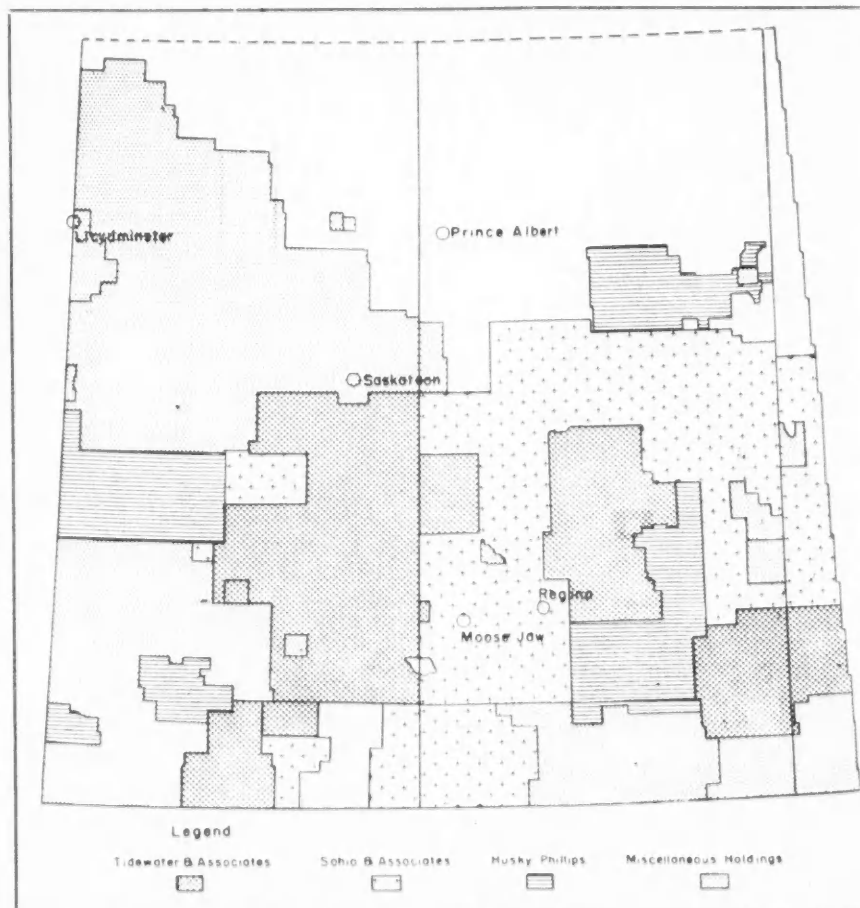 Lloydminster
Prince Albert
Saskatoon
Regina
Moose Jaw
Legend
Tidewater & Associates Sohio & Associates Husky Phillips Miscellaneous Holdings